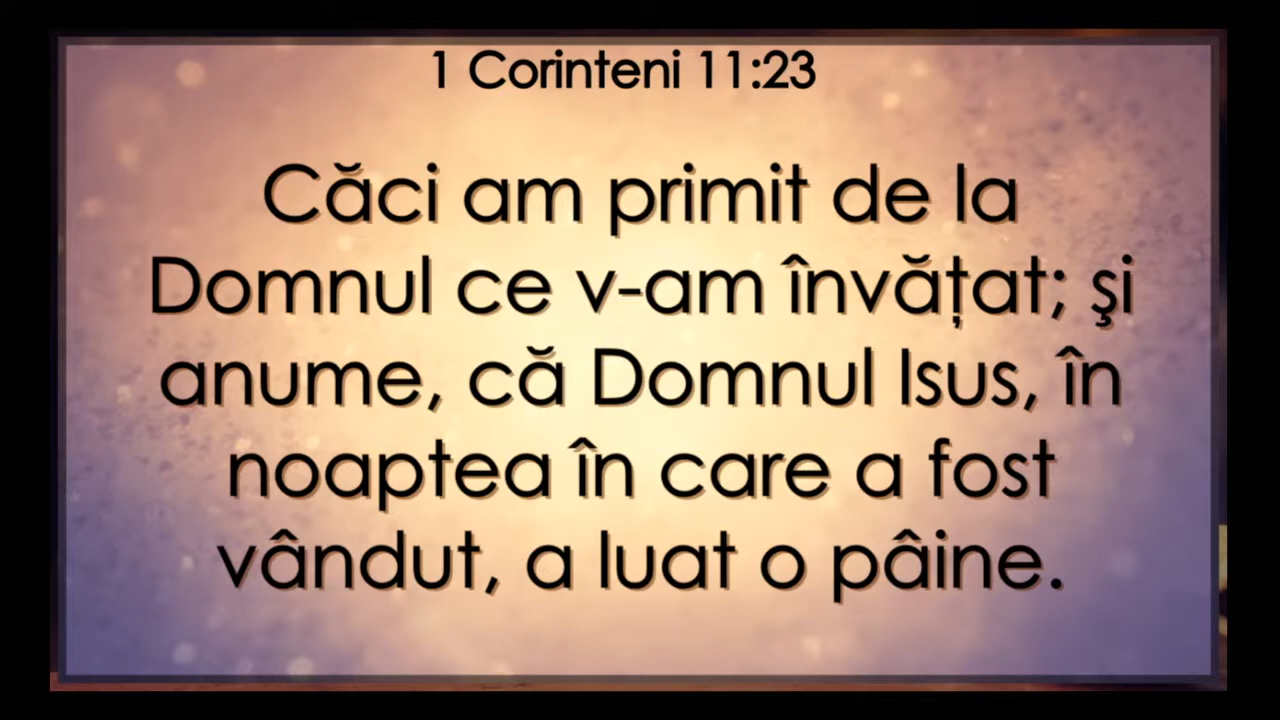 1 Corinteni 11:23
Căci am primit de la
Domnul ce v-am învățat; şi
anume, că Domnul Isus, în
noaptea în care a fost
vândut, a luat o pâine.